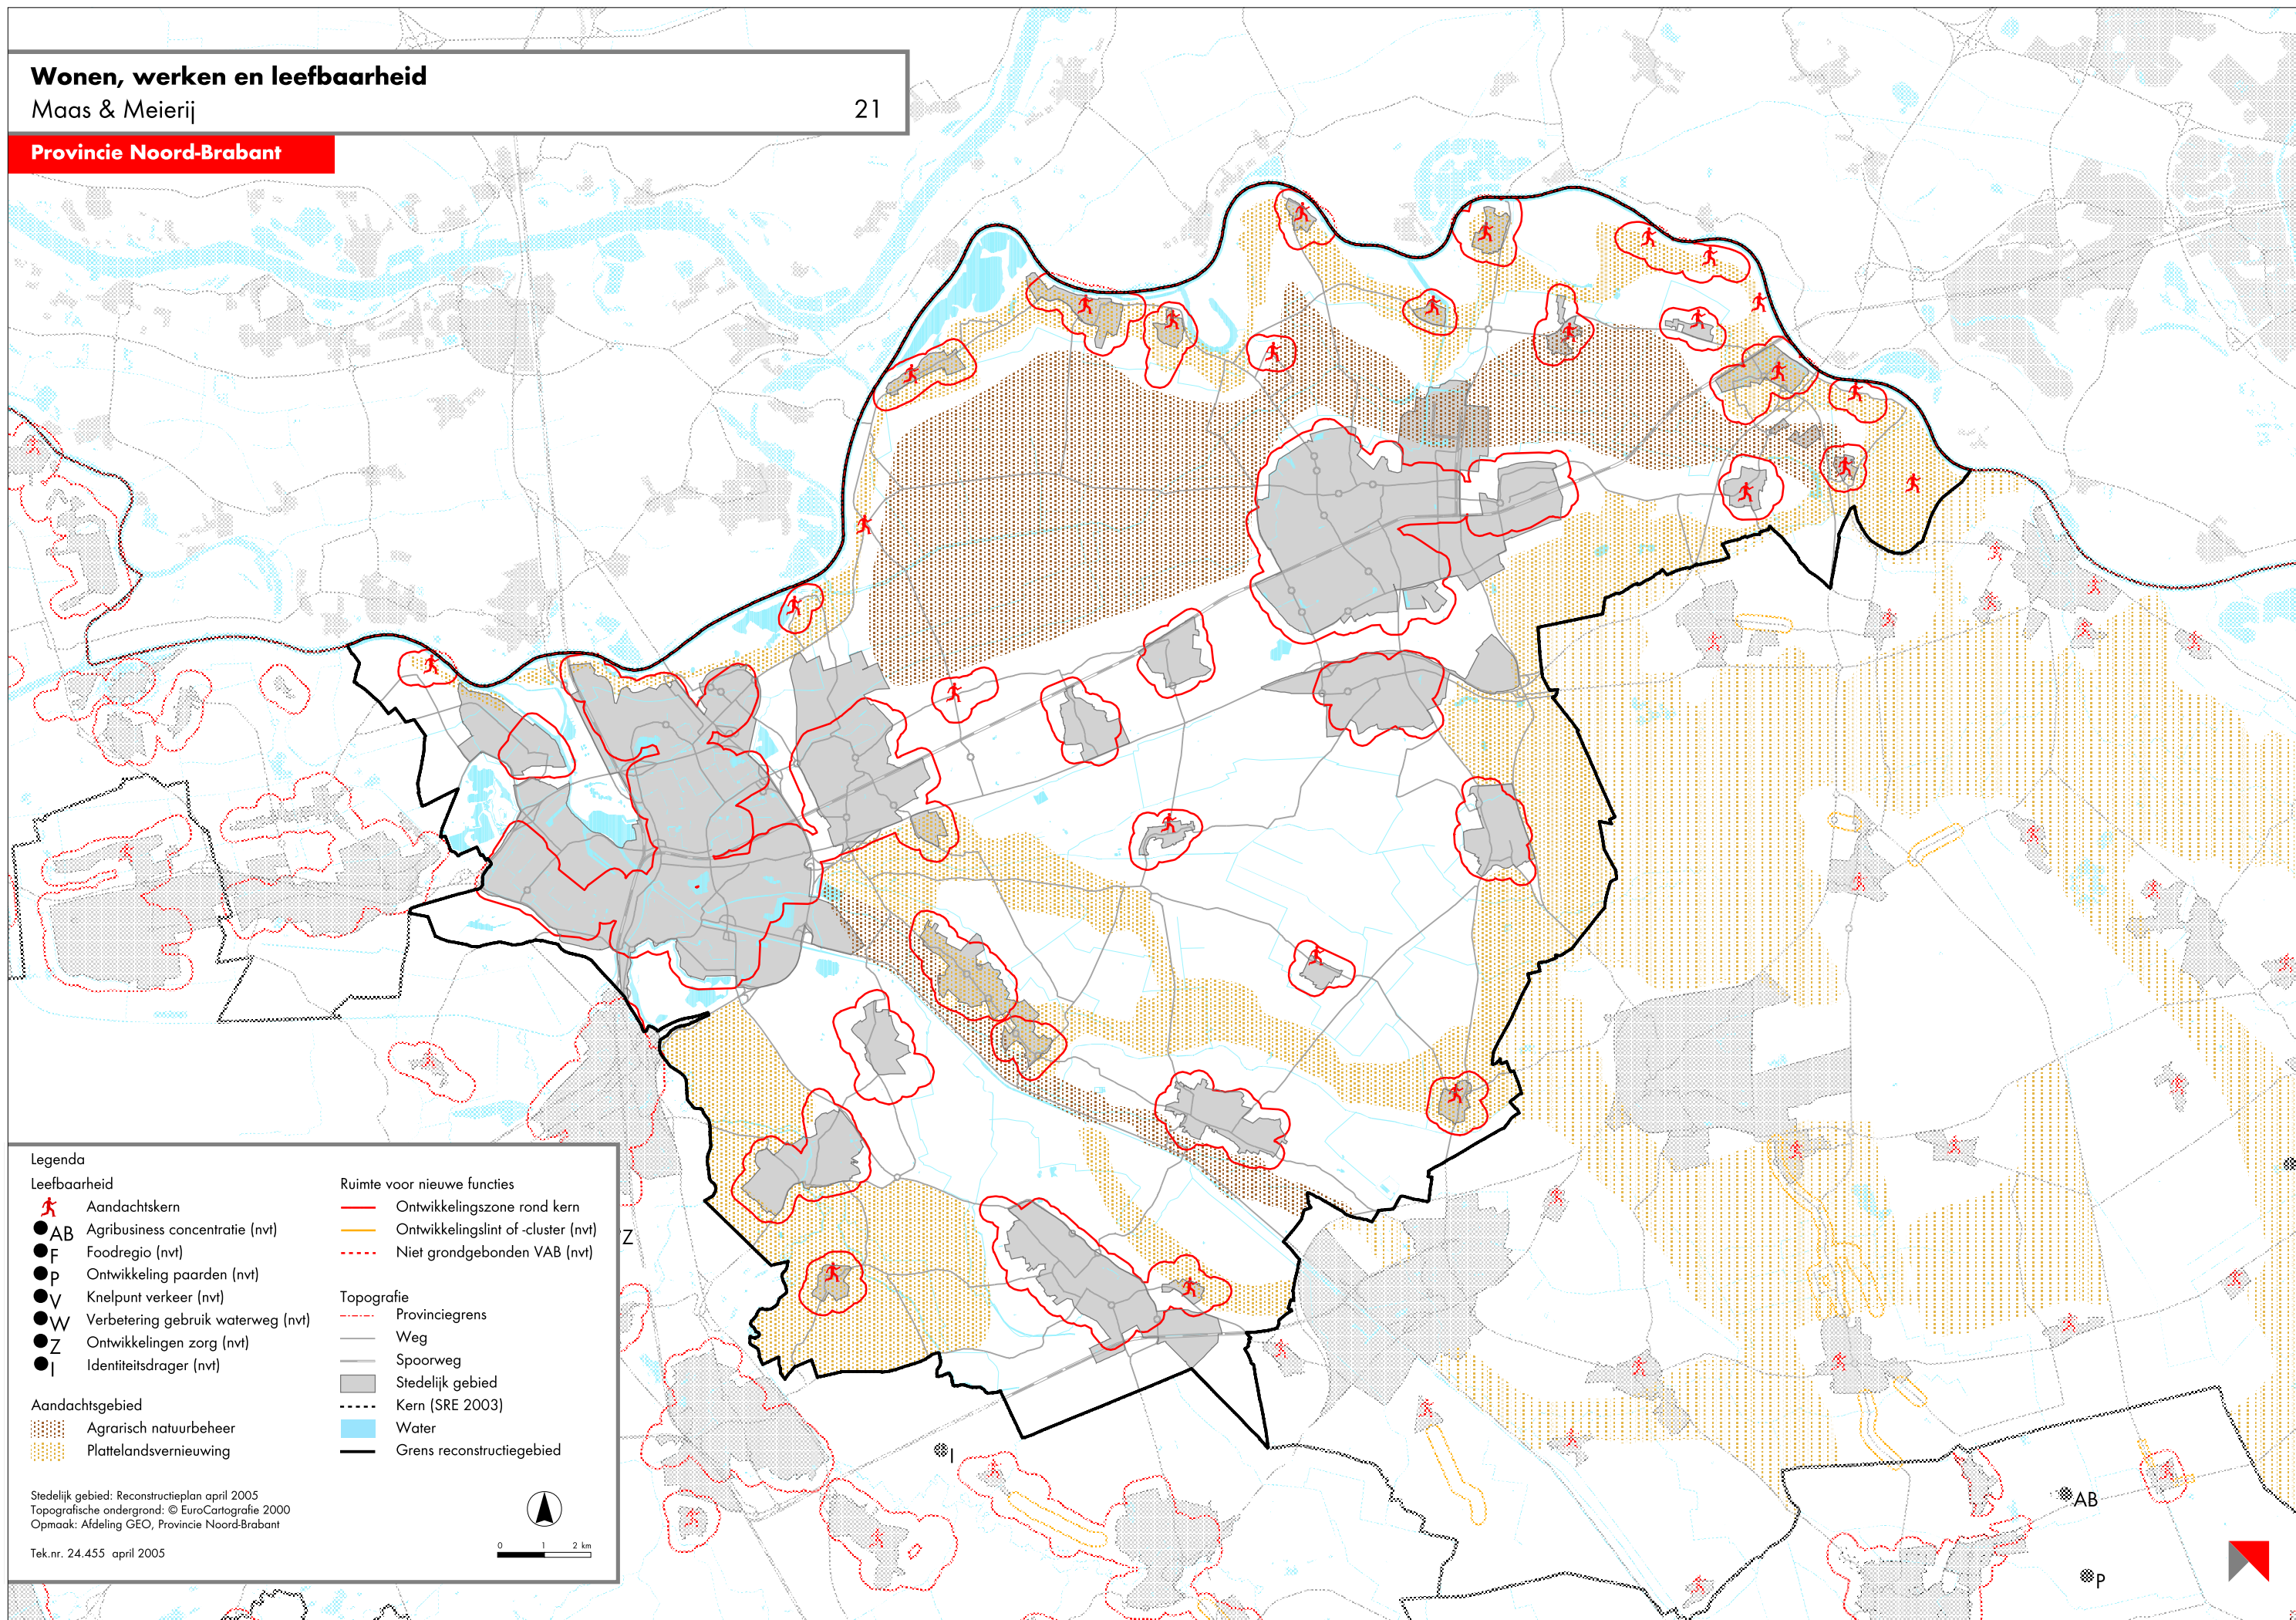 Wonen, werken en leefbaarheid
Maas & Meierij
21
Provincie Noord-Brabant
Legenda
Leefbaarheid
Aandachtskern
AB Agribusiness concentratie (nvt)
F Foodregio (nvt)
P Ontwikkeling paarden (nvt)
V Knelpunt verkeer (nvt)
W Verbetering gebruik waterweg (nvt)
Z Ontwikkelingen zorg (nvt)
I Identiteitsdrager (nvt)
Aandachtsgebied
Agrarisch natuurbeheer
Plattelandsvernieuwing
Ruimte voor nieuwe functies
Ontwikkelingszone rond kern
Ontwikkelingslint of -cluster (nvt)
Niet grondgebonden VAB (nvt)
Topografie
Provinciegrens
Weg
Spoorweg
Stedelijk gebied
Kern (SRE 2003)
Water
Grens reconstructiegebied
Stedelijk gebied: Reconstructieplan april 2005
Topografische ondergrond: © EuroCartografie 2000
Opmaak: Afdeling GEO, Provincie Noord-Brabant
Tek.nr. 24.455 april 2005
0 1 2 km
Z
I
AB
P